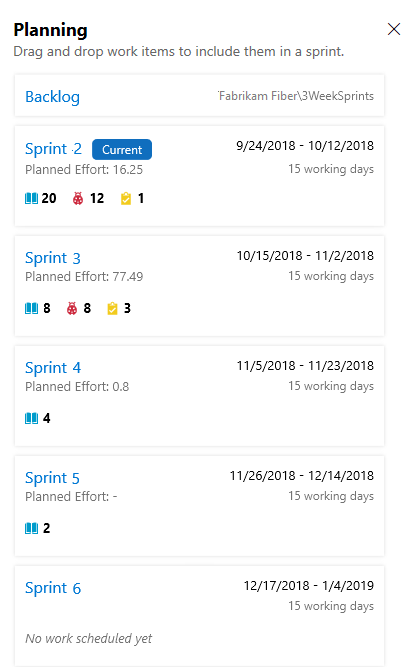 Planning
Drag and drop work items to include them in a sprint.
Backlog Fabrikam Fiber\3WeekSprints
Sprint 2 Current 9/24/2018 - 10/12/2018
Planned Effort: 16.25 15 working days
20 12 1
Sprint 3 10/15/2018 - 11/2/2018
Planned Effort: 77.49 15 working days
8 8 3
Sprint 4 11/5/2018 - 11/23/2018
Planned Effort: 0.8 15 working days
4
Sprint 5 11/26/2018 - 12/14/2018
Planned Effort: - 15 working days
2
Sprint 6 12/17/2018 - 1/4/2019
15 working days
No work scheduled yet